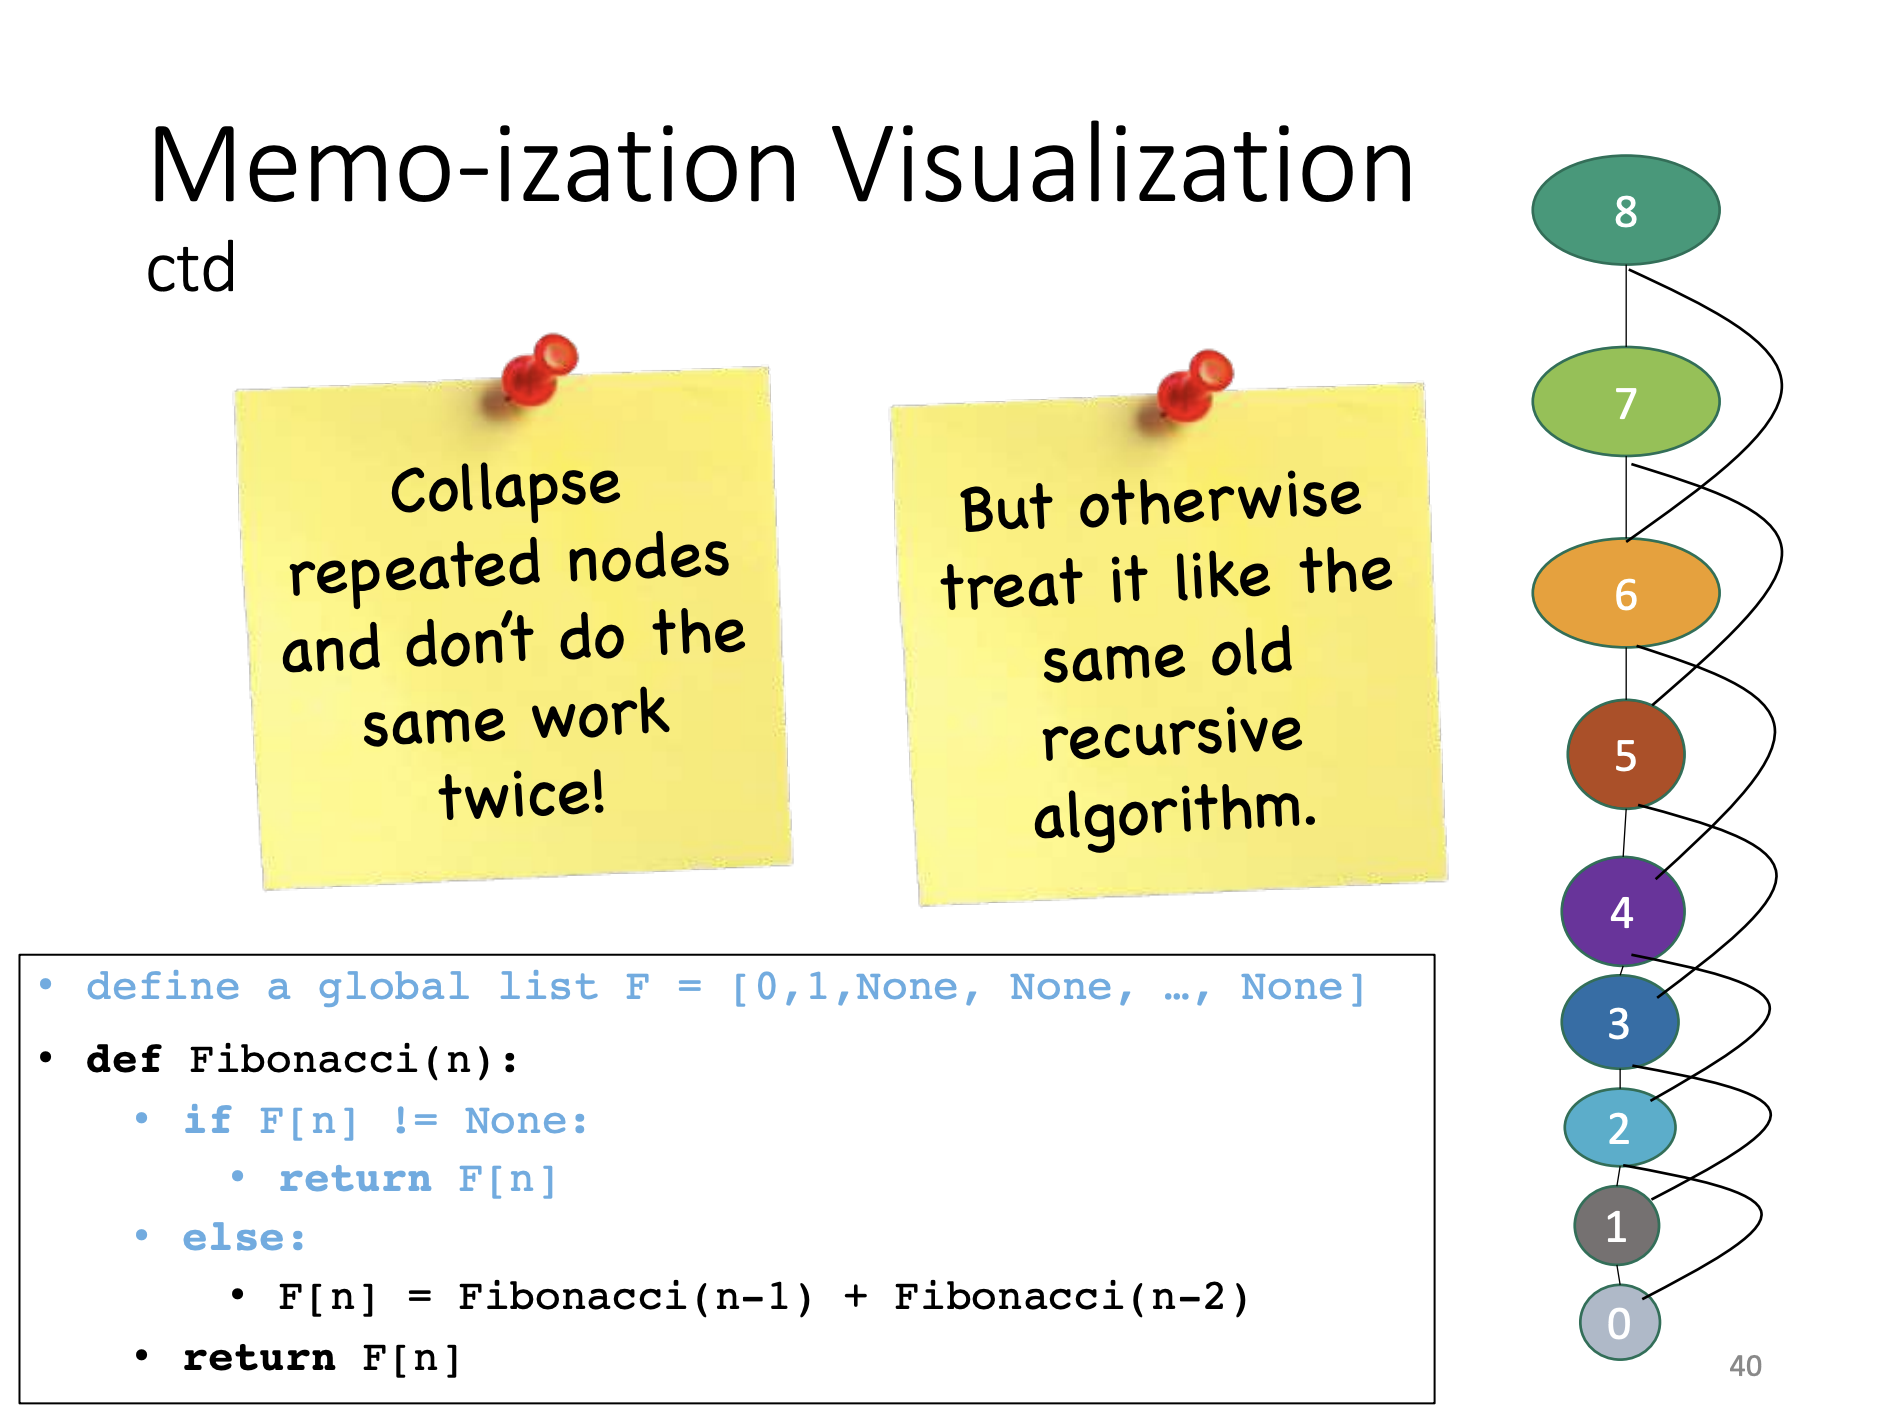 Memo-ization Visualization
ctd
Collapse
repeated nodes
and don't do the
same work
twice!
But otherwise
treat it like the
same old
recursive
algorithm.
• define a global list F = [0,1,None, None, …, None]
• def Fibonacci(n):
• if F[n] != None:
• return F[n]
• else:
• F[n] = Fibonacci(n-1) + Fibonacci(n-2)
• return F[n]
8
7
6
5
4
3
2
1
0
40